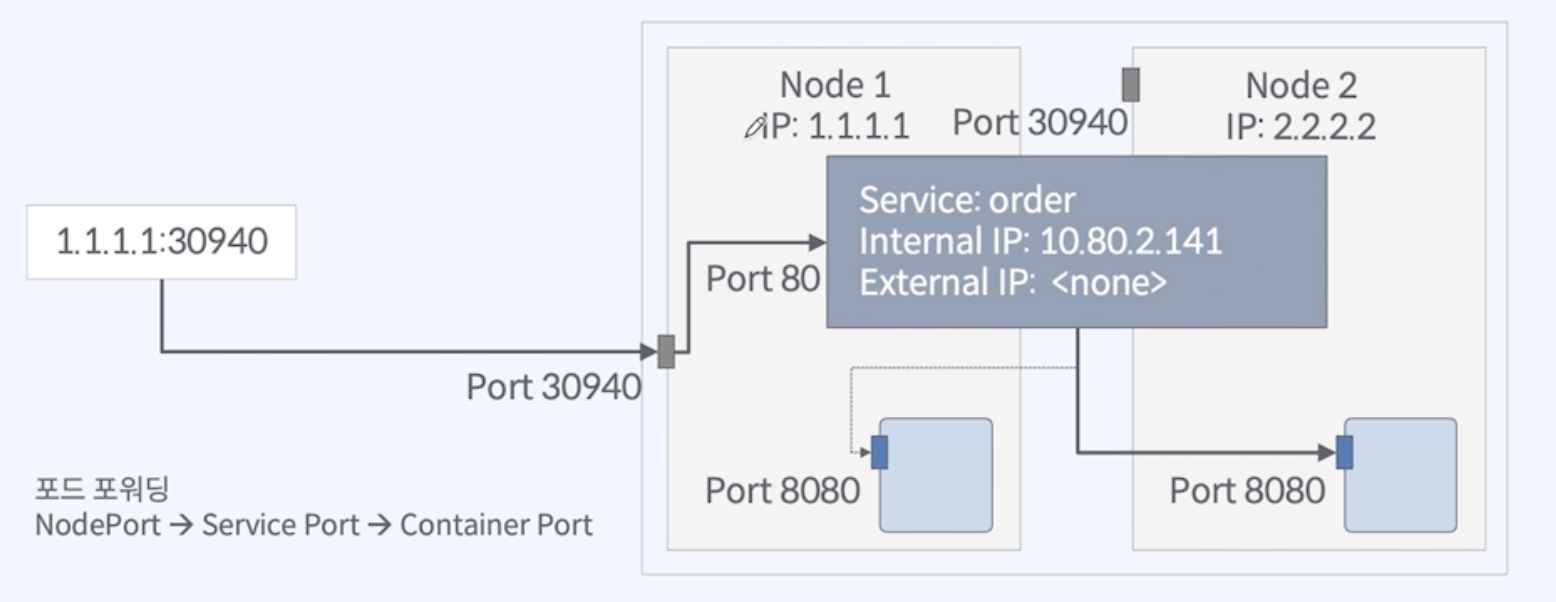 Node 1
IP: 1.1.1.1
Port 30940
Node 2
IP: 2.2.2.2
1.1.1.1:30940
Service: order
Internal IP: 10.80.2.141
External IP: <none>
Port 80
Port 30940
Port 8080
Port 8080
포드 포워딩
NodePort → Service Port → Container Port